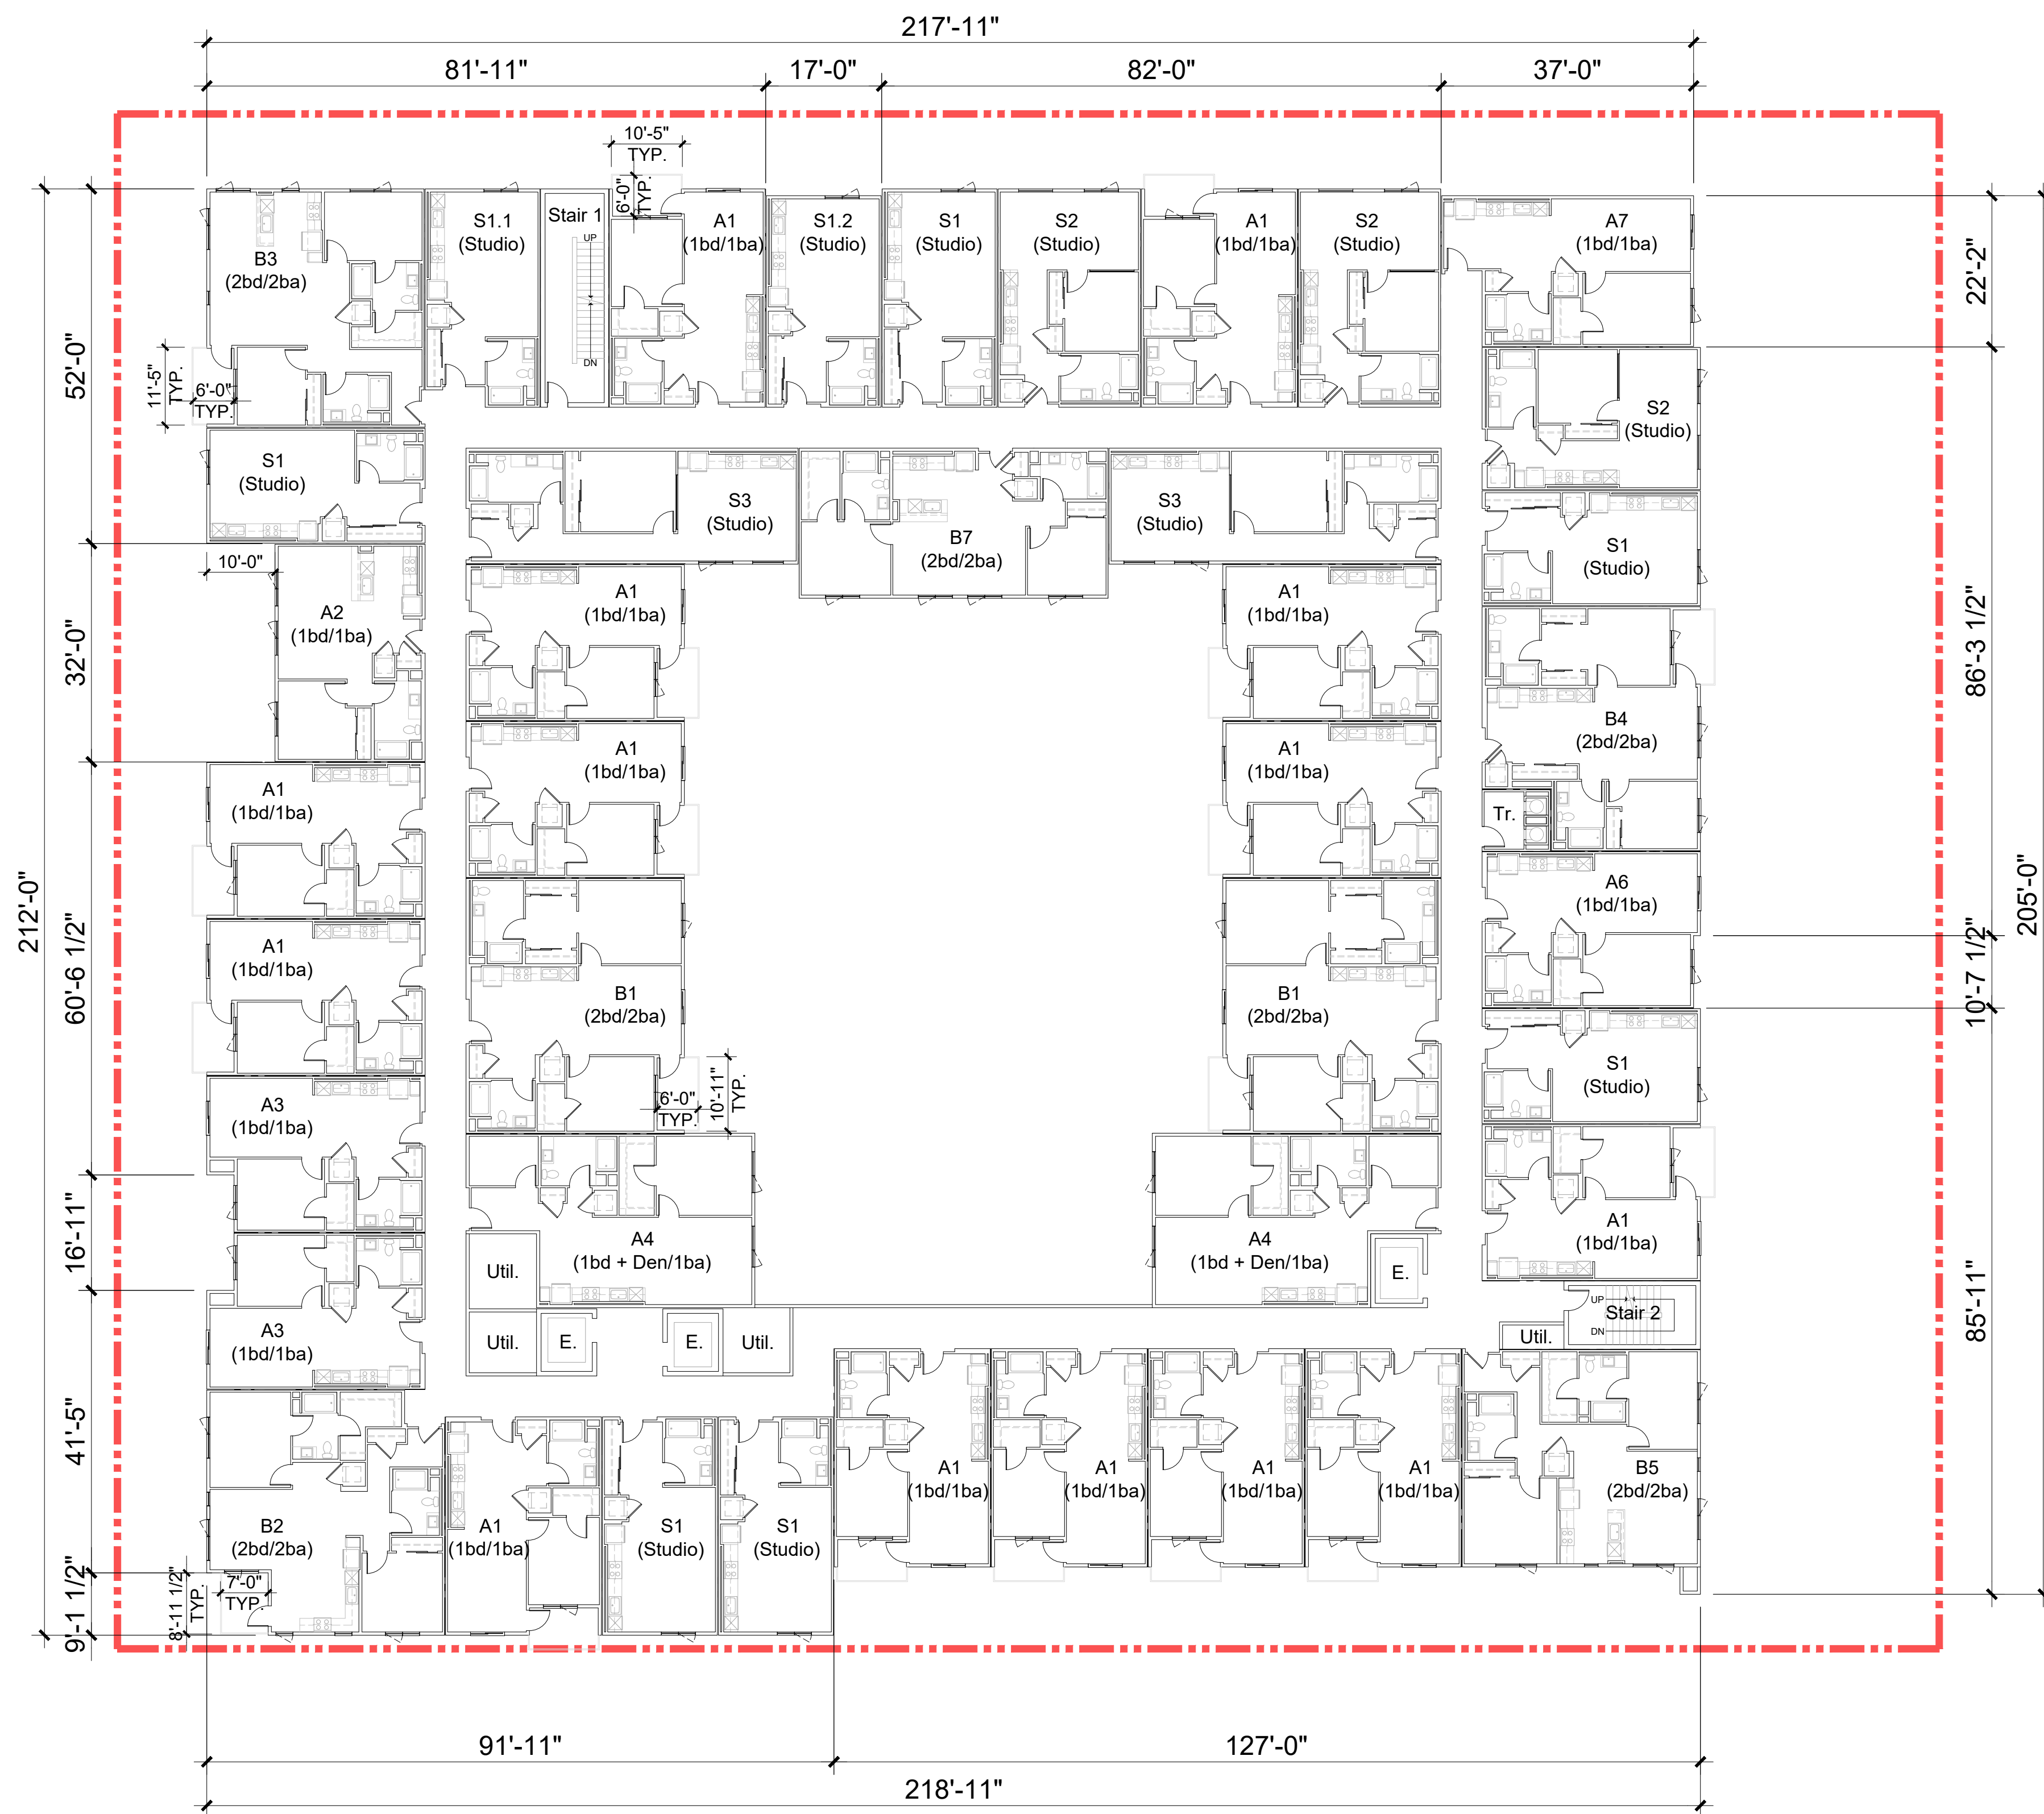 217'-11"
81'-11"
17'-0"
82'-0"
37'-0"
10'-5"
TYP.
6'-0"
TYP.
B3
(2bd/2ba)
S1.1
(Studio)
Stair 1
UP
DN
A1
(1bd/1ba)
S1.2
(Studio)
S1
(Studio)
S2
(Studio)
A1
(1bd/1ba)
S2
(Studio)
A7
(1bd/1ba)
22'-2"
52'-0"
11'-5"
TYP.
6'-0"
TYP.
S2
(Studio)
S1
(Studio)
S3
(Studio)
B7
(2bd/2ba)
S3
(Studio)
S1
(Studio)
10'-0"
A2
(1bd/1ba)
A1
(1bd/1ba)
A1
(1bd/1ba)
32'-0"
86'-3 1/2"
B4
(2bd/2ba)
A1
(1bd/1ba)
A1
(1bd/1ba)
A1
(1bd/1ba)
Tr.
212'-0"
205'-0"
A6
(1bd/1ba)
A1
(1bd/1ba)
60'-6 1/2"
10'-7 1/2"
B1
(2bd/2ba)
B1
(2bd/2ba)
S1
(Studio)
6'-0"
TYP.
10'-11"
TYP.
A3
(1bd/1ba)
16'-11"
A4
(1bd + Den/1ba)
A4
(1bd + Den/1ba)
A1
(1bd/1ba)
Util.
E.
85'-11"
UP
Stair 2
DN
A3
(1bd/1ba)
Util.
E.
E.
Util.
Util.
41'-5"
A1
(1bd/1ba)
A1
(1bd/1ba)
A1
(1bd/1ba)
A1
(1bd/1ba)
B5
(2bd/2ba)
B2
(2bd/2ba)
A1
(1bd/1ba)
S1
(Studio)
S1
(Studio)
9'-1 1/2"
8'-11 1/2"
TYP.
7'-0"
TYP.
91'-11"
127'-0"
218'-11"